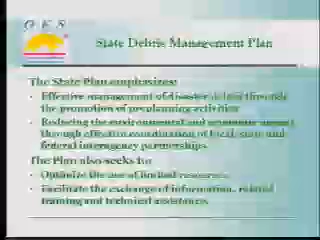 O E S
State Debris Management Plan
The State Plan emphasizes:
• Effective management of disaster debris through
the promotion of preplanning activities
• Reducing the environmental and economic impact
through effective coordination of local, state and
federal interagency partnerships
The Plan also seeks to:
• Optimize the use of limited resources
• Facilitate the exchange of information, related
training and technical assistance.